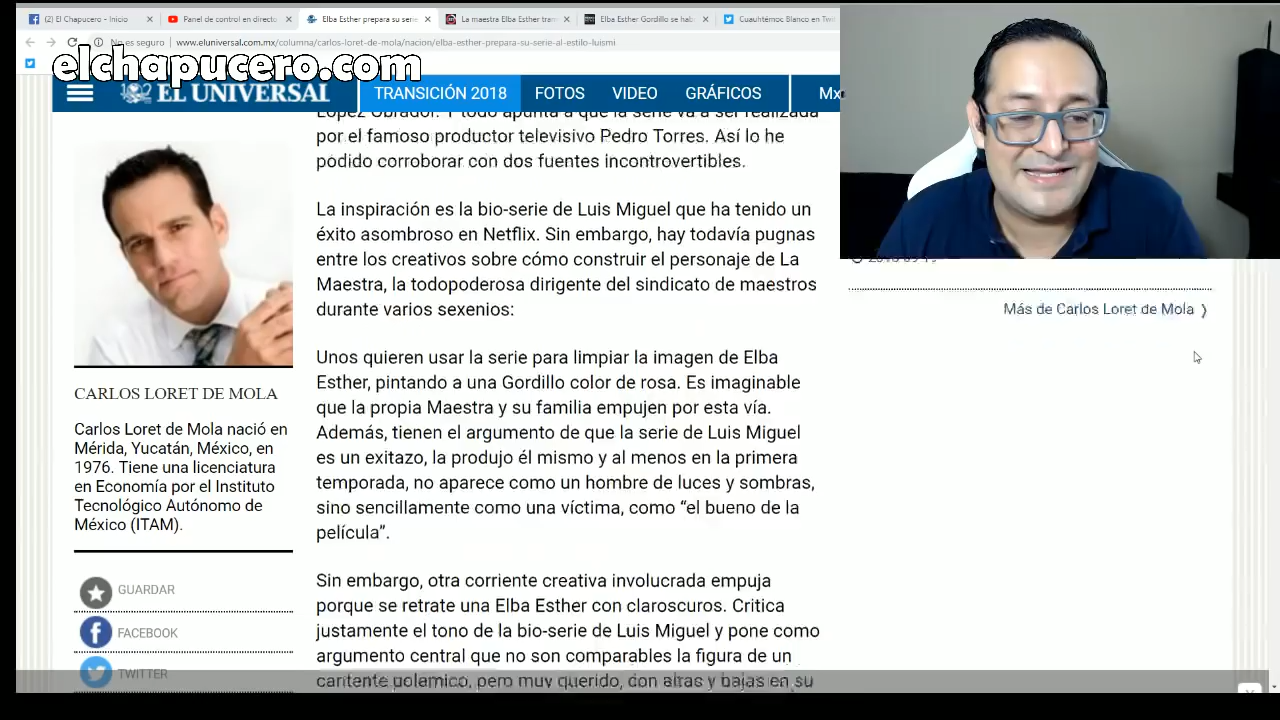 (2) El Chapucero - Inicio
Panel de control en directo
Elba Esther prepara su serie
La maestra Elba Esther tram
Elba Esther Gordillo se hab
Cuauhtémoc Blanco en Twi
No es seguro
www.eluniversal.com.mx/columna/carlos-loret-de-mola/nacion/elba-esther-prepara-su-serie-al-estilo-luismi
elchapucero.com
EL UNIVERSAL
TRANSICIÓN 2018
FOTOS
VIDEO
GRÁFICOS
Mx
López Obrador. Y todo apunta a que la serie va a ser realizada
por el famoso productor televisivo Pedro Torres. Así lo he
podido corroborar con dos fuentes incontrovertibles.
La inspiración es la bio-serie de Luis Miguel que ha tenido un
éxito asombroso en Netflix. Sin embargo, hay todavía pugnas
entre los creativos sobre cómo construir el personaje de La
Maestra, la todopoderosa dirigente del sindicato de maestros
durante varios sexenios:
Unos quieren usar la serie para limpiar la imagen de Elba
Esther, pintando a una Gordillo color de rosa. Es imaginable
que la propia Maestra y su familia empujen por esta vía.
Además, tienen el argumento de que la serie de Luis Miguel
es un exitazo, la produjo él mismo y al menos en la primera
temporada, no aparece como un hombre de luces y sombras,
sino sencillamente como una víctima, como “el bueno de la
película”.
Sin embargo, otra corriente creativa involucrada empuja
porque se retrate una Elba Esther con claroscuros. Critica
justamente el tono de la bio-serie de Luis Miguel y pone como
argumento central que no son comparables la figura de un
cantante polémico, pero muy querido, con altas y bajas en su
CARLOS LORET DE MOLA
Carlos Loret de Mola nació en
Mérida, Yucatán, México, en
1976. Tiene una licenciatura
en Economía por el Instituto
Tecnológico Autónomo de
México (ITAM).
GUARDAR
FACEBOOK
TWITTER
Más de Carlos Loret de Mola